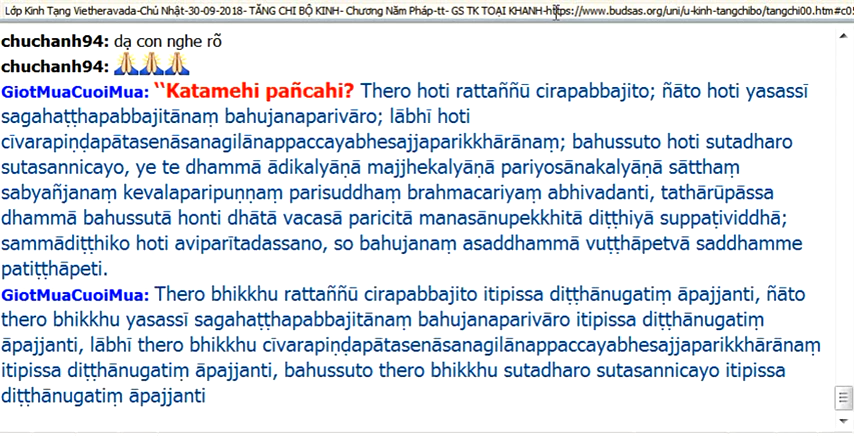 Lớp Kinh Tạng Vietheravada-Chủ Nhật-30-09-2018- TĂNG CHI BỘ KINH- Chương Năm Pháp-tt- GS TK TOẠI KHANH-https://www.budsas.org/uni/u-kinh-tangchibo/tangchi00.htm#c05
chuchanh94: dạ con nghe rõ
chuchanh94: 🙏🙏🙏
GiotMuaCuoiMua: ‘‘Katamehi pañcahi? Thero hoti rattaññū cirapabbajito; ñāto hoti yasassī
sagahaṭṭhapabbajitānaṃ bahujanaparivāro; lābhī hoti
cīvarapiṇḍapātasenāsanagilānappaccayabhesajjaparikkhārānaṃ; bahussuto hoti sutadharo
sutasannicayo, ye te dhammā ādikalyāṇā majjhekalyāṇā pariyosānakalyāṇā sātthaṃ
sabyañjanaṃ kevalaparipuṇṇaṃ parisuddhaṃ brahmacariyaṃ abhivadanti, tathārūpāssa
dhammā bahussutā honti dhātā vacasā paricitā manasānupekkhitā diṭṭhiyā suppaṭividdhā;
sammādiṭṭhiko hoti aviparītadassano, so bahujanaṃ asaddhammā vuṭṭhāpetvā saddhamme
patiṭṭhāpeti.
GiotMuaCuoiMua: Thero bhikkhu rattaññū cirapabbajito itipissa diṭṭhānugatiṃ āpajjanti, ñāto
thero bhikkhu yasassī sagahaṭṭhapabbajitānaṃ bahujanaparivāro itipissa diṭṭhānugatiṃ
āpajjanti, lābhī thero bhikkhu cīvarapiṇḍapātasenāsanagilānappaccayabhesajjaparikkhārānaṃ
itipissa diṭṭhānugatiṃ āpajjanti, bahussuto thero bhikkhu sutadharo sutasannicayo itipissa
diṭṭhānugatiṃ āpajjanti